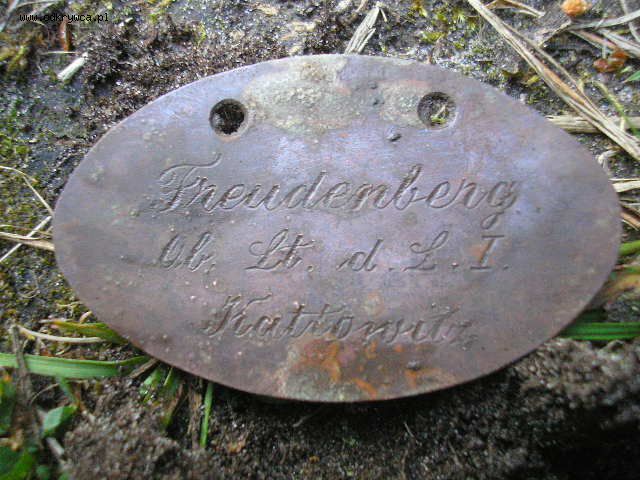 www.odkrywca.pl
Freudenberg
Ob. Lt. d. L. I.
Kattowitz